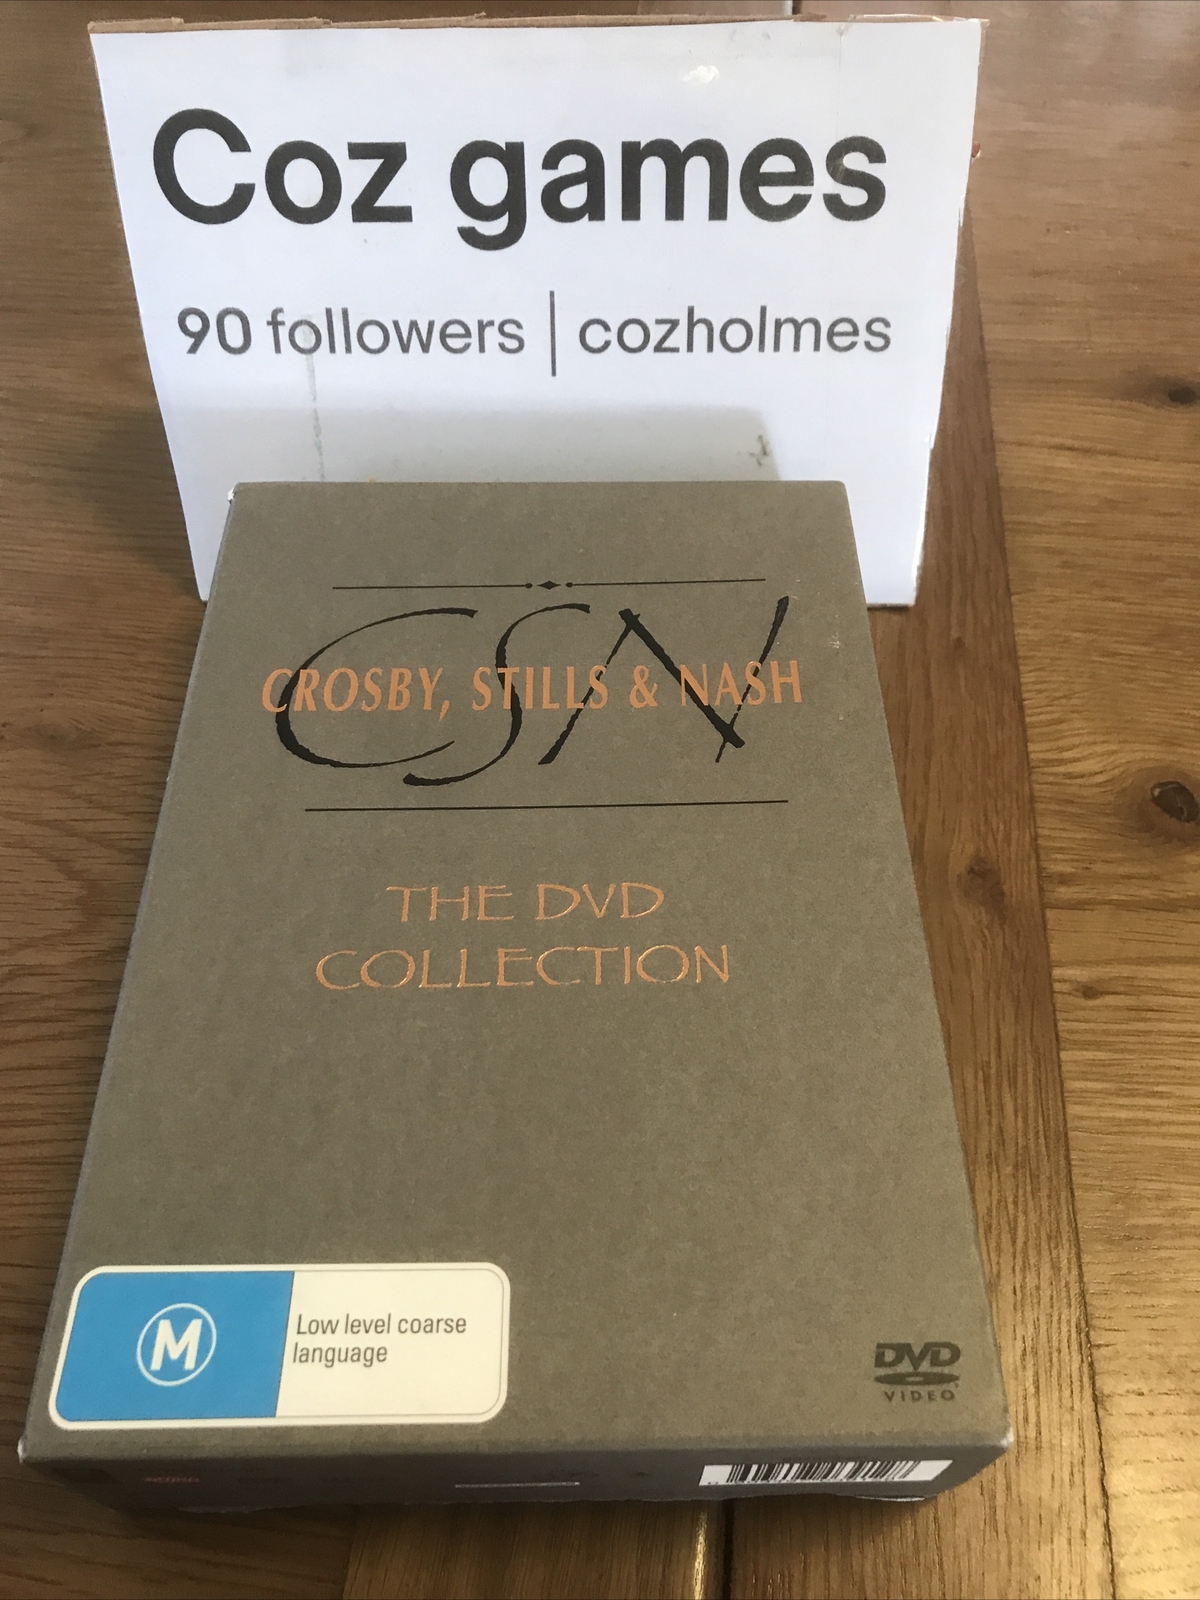 Coz games
90 followers | cozholmes
CSN
CROSBY, STILLS & NASH
THE DVD
COLLECTION
M
Low level coarse
language
DVD
VIDEO